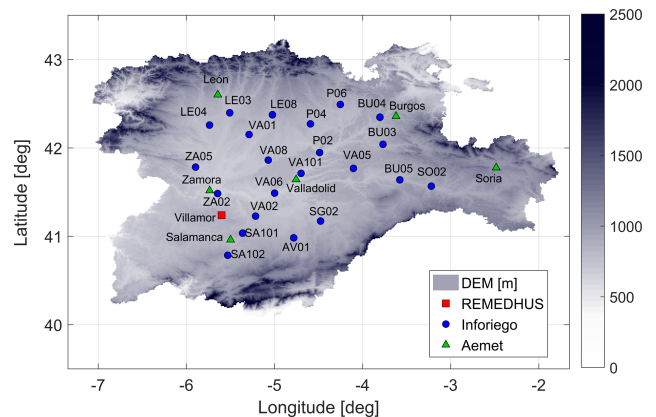 43
42
41
40
Latitude [deg]
-7
-6
-5
-4
-3
-2
Longitude [deg]
León
LE04
LE03
LE08
P06
BU04
Burgos
VA01
P04
BU03
P02
ZA05
VA08
VA101
VA05
Zamora
VA06
Valladolid
BU05
SO02
Soria
ZA02
Villamor
VA02
SG02
Salamanca
SA101
AV01
SA102
DEM [m]
REMEDHUS
Inforiego
Aemet
2500
2000
1500
1000
500
0